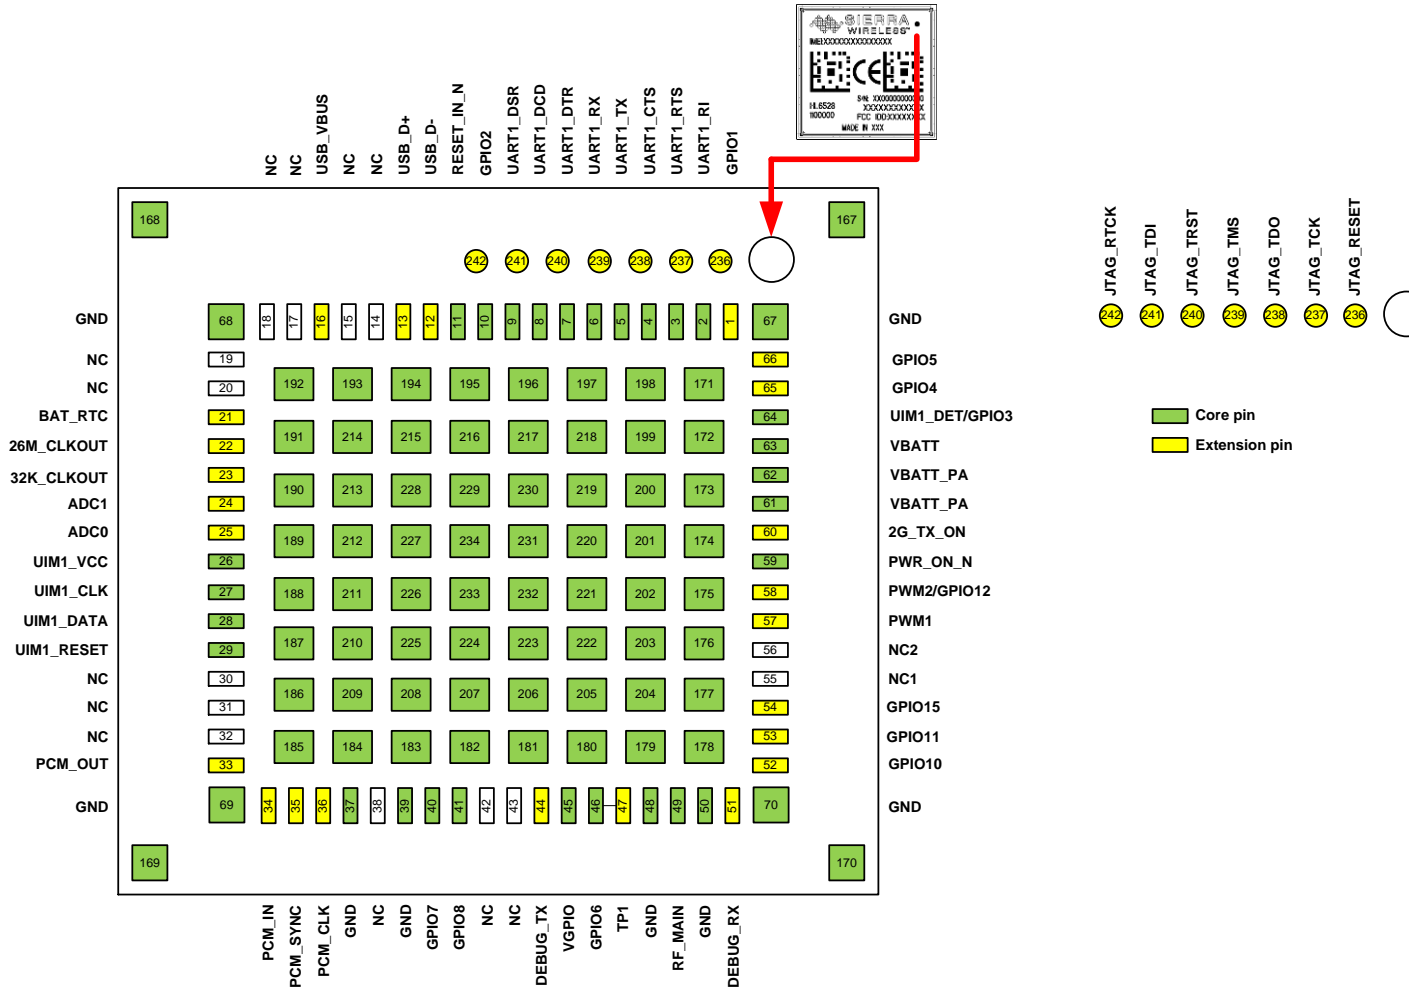 SIERRA
WIRELESS™
IMEI:XXXXXXXXXXXXXXX
CE
HL6528
1100000
XXXXXXXXXXXXX
MADE IN XXX
NC
NC
USB_VBUS
NC
NC
USB_D+
USB_D-
RESET_IN_N
GPIO2
UART1_DSR
UART1_DCD
UART1_DTR
UART1_RX
UART1_TX
UART1_CTS
UART1_RTS
UART1_RI
GPIO1
168
167
242 241 240 239 238 237 236
JTAG_RTCK
JTAG_TDI
JTAG_TRST
JTAG_TMS
JTAG_TDO
JTAG_TCK
JTAG_RESET
242 241 240 239 238 237 236
GND 68 18 17 16 15 14 13 12 11 10 9 8 7 6 5 4 3 2 1 67 GND
NC 19 66 GPIO5
NC 20 192 193 194 195 196 197 198 171 65 GPIO4
BAT_RTC 21 64 UIM1_DET/GPIO3
Core pin
26M_CLKOUT 22 191 214 215 216 217 218 199 172 63 VBATT
Extension pin
32K_CLKOUT 23 62 VBATT_PA
ADC1 24 190 213 228 229 230 219 200 173 61 VBATT_PA
ADC0 25 189 212 227 234 231 220 201 174 60 2G_TX_ON
UIM1_VCC 26 59 PWR_ON_N
UIM1_CLK 27 188 211 226 233 232 221 202 175 58 PWM2/GPIO12
UIM1_DATA 28 57 PWM1
UIM1_RESET 29 187 210 225 224 223 222 203 176 56 NC2
NC 30 55 NC1
NC 31 186 209 208 207 206 205 204 177 54 GPIO15
NC 32 185 184 183 182 181 180 179 178 53 GPIO11
PCM_OUT 33 52 GPIO10
GND 69 34 35 36 37 38 39 40 41 42 43 44 45 46 47 48 49 50 51 70 GND
169
170
PCM_IN
PCM_SYNC
PCM_CLK
GND
NC
GND
GPIO7
GPIO8
NC
NC
DEBUG_TX
VGPIO
GPIO6
TP1
GND
RF_MAIN
GND
DEBUG_RX